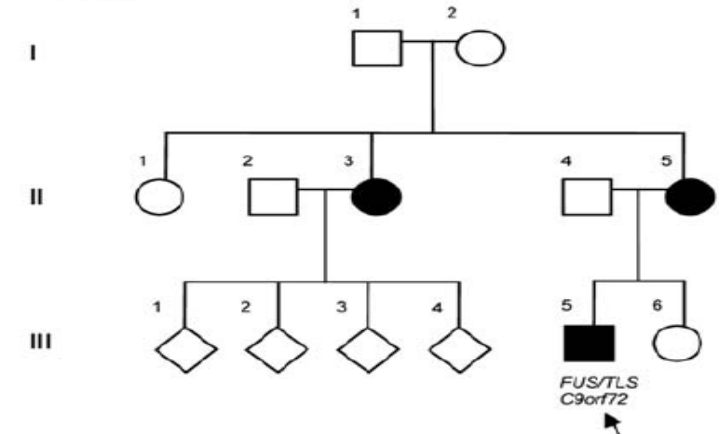 1 2
I
1 2 3 4 5
II
1 2 3 4 5 6
III
FUS/TLS
C9orf72